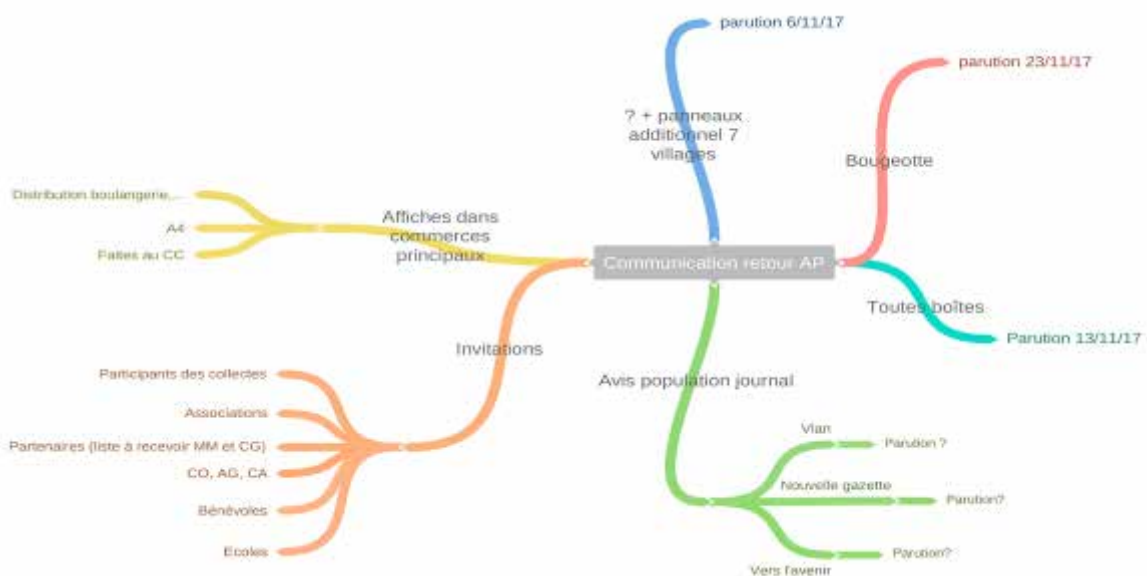 parution 6/11/17
parution 23/11/17
? + panneaux
additionnel 7
villages
Bougeotte
Distribution boulangerie,...
A4
Faites au CC
Affiches dans
commerces
principaux
Communication retour AP
Toutes boîtes
Parution 13/11/17
Invitations
Participants des collectes
Associations
Partenaires (liste à recevoir MM et CG)
CO, AG, CA
Bénévoles
Ecoles
Avis population journal
Vlan
Parution ?
Nouvelle gazette
Parution?
Vers l'avenir
Parution?